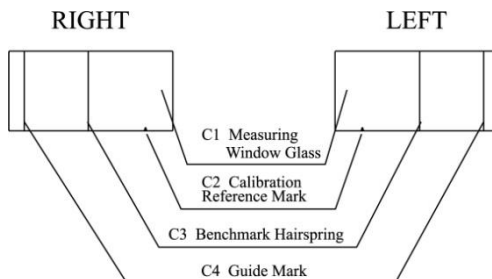 RIGHT
LEFT
C1 Measuring
Window Glass
C2 Calibration
Reference Mark
C3 Benchmark Hairspring
C4 Guide Mark